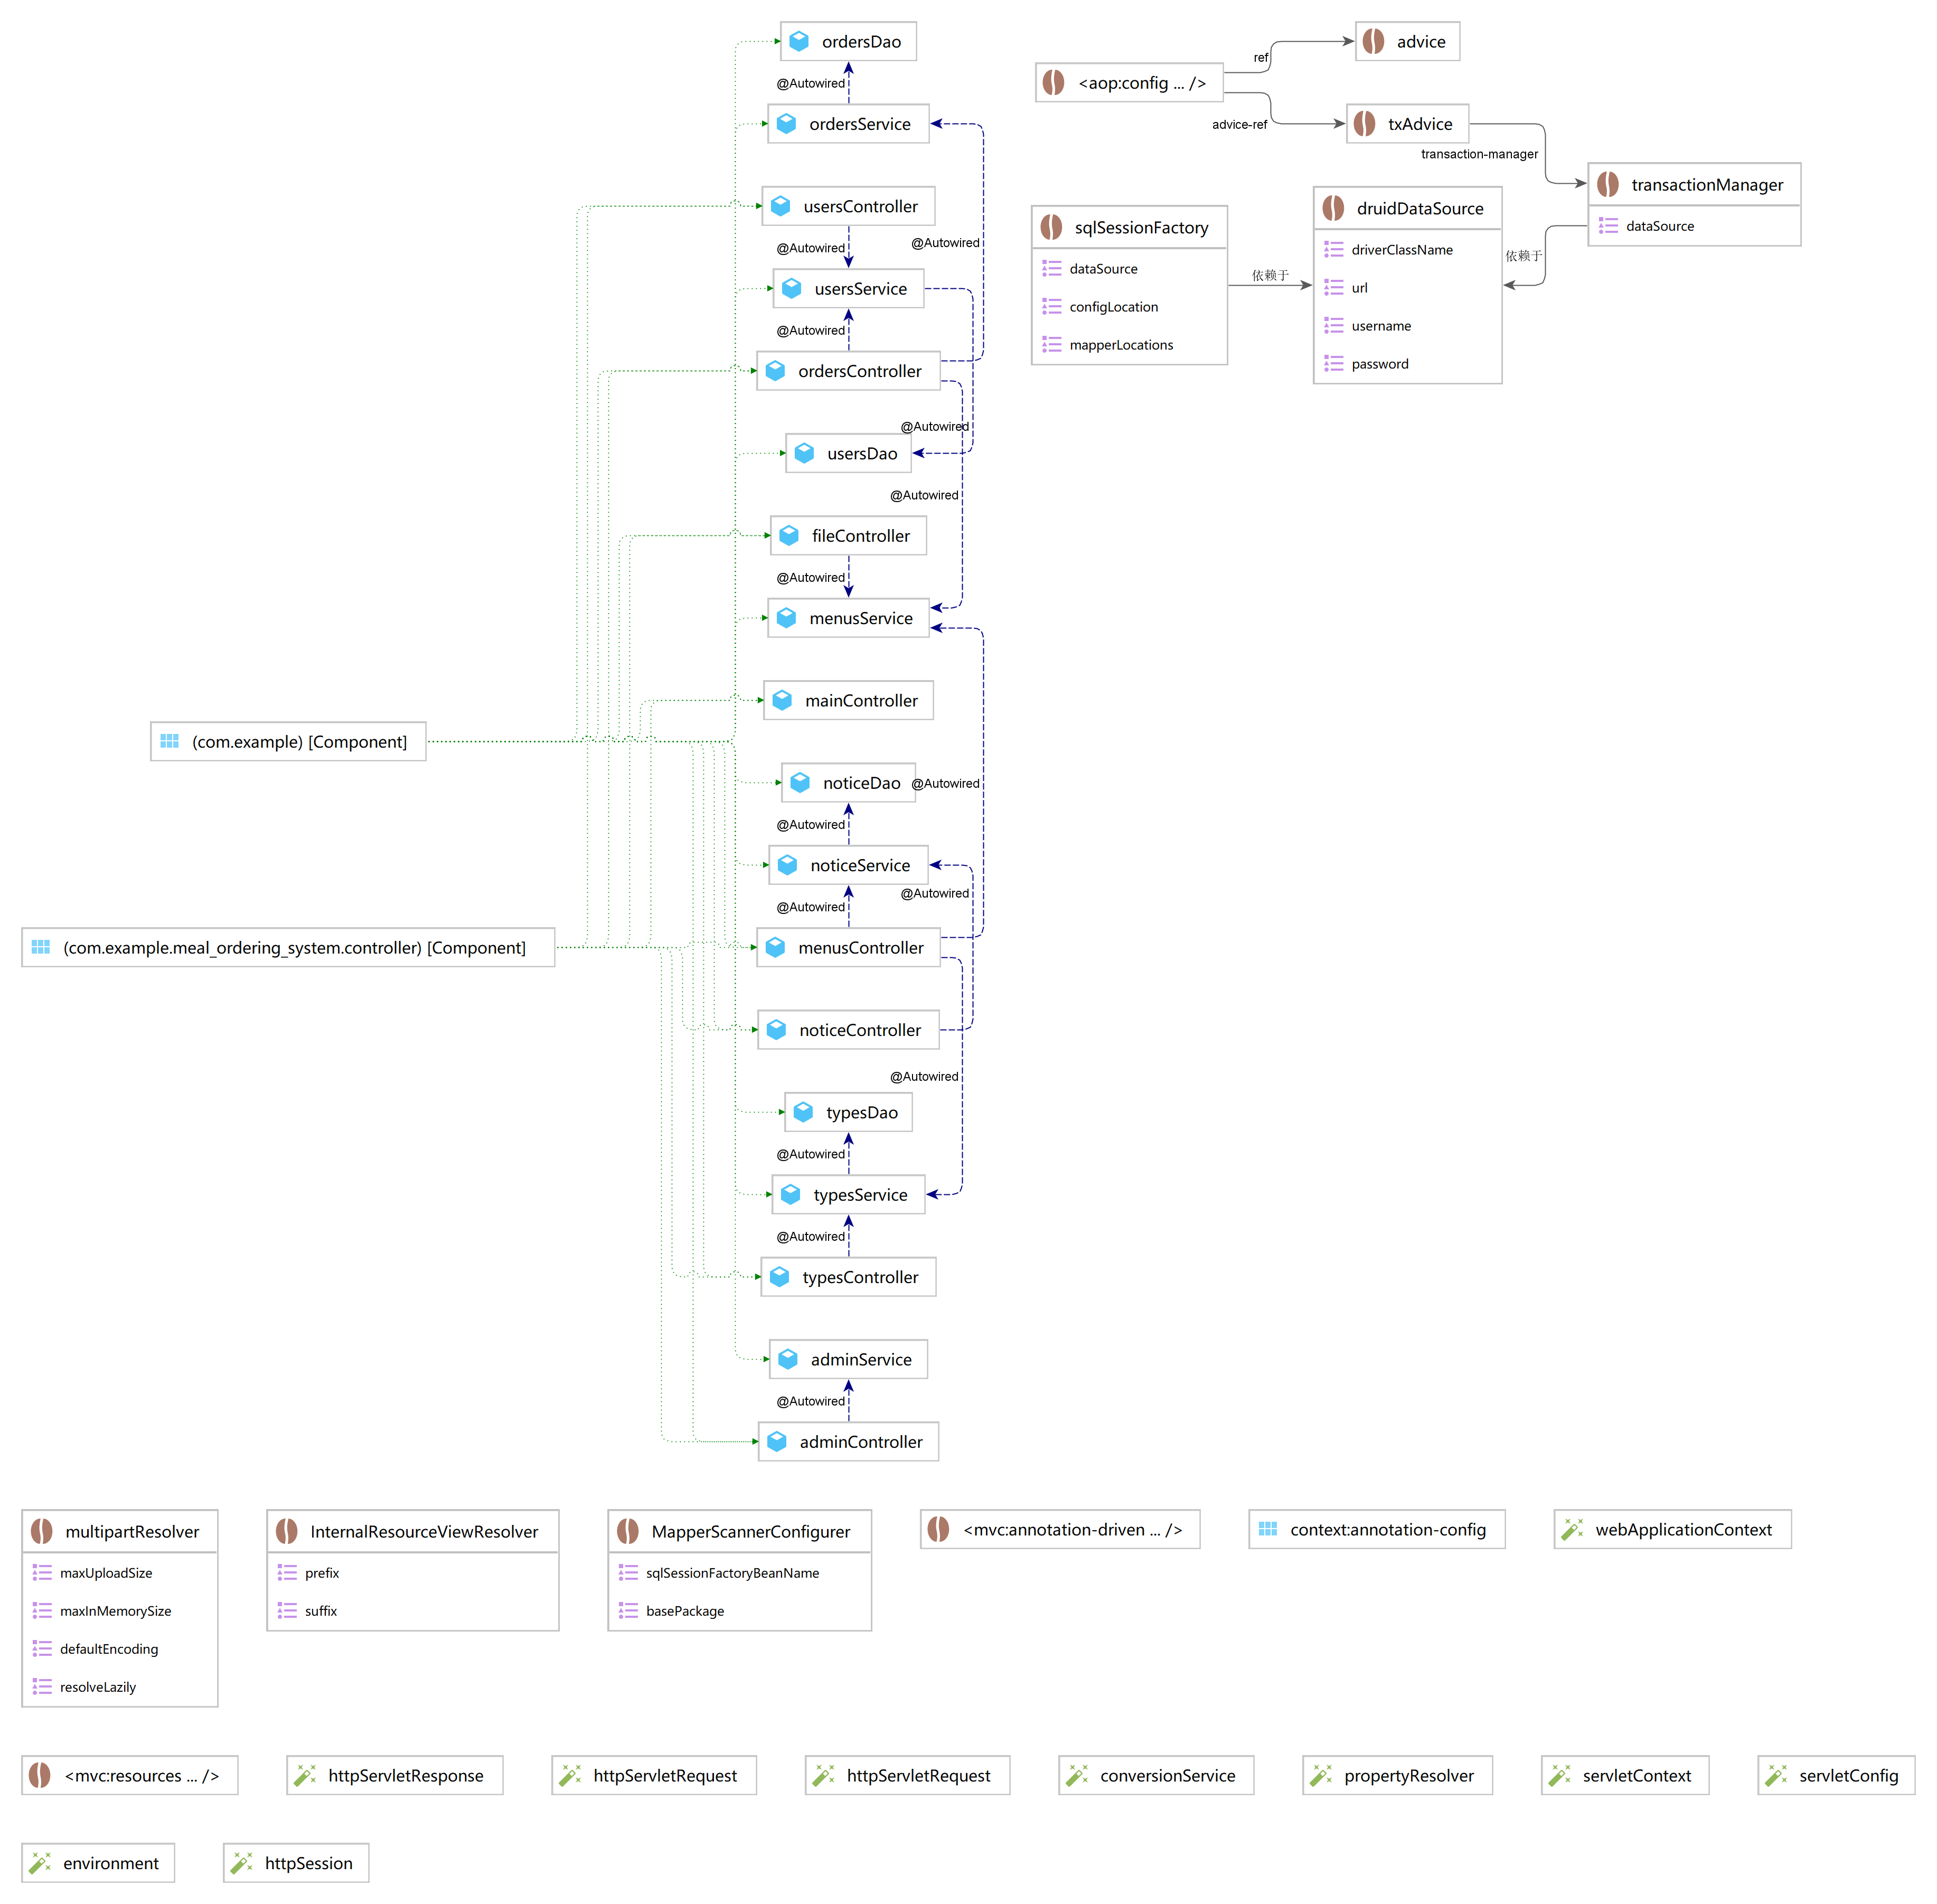 ordersDao
@Autowired
ordersService
usersController
@Autowired
@Autowired
usersService
@Autowired
ordersController
@Autowired
usersDao
@Autowired
fileController
@Autowired
menusService
mainController
(com.example) [Component]
noticeDao
@Autowired
@Autowired
noticeService
@Autowired
@Autowired
(com.example.meal_ordering_system.controller) [Component]
menusController
noticeController
@Autowired
typesDao
@Autowired
typesService
@Autowired
typesController
adminService
@Autowired
adminController
advice
ref
<aop:config ... />
advice-ref
txAdvice
transaction-manager
transactionManager
dataSource
sqlSessionFactory
dataSource
configLocation
mapperLocations
依赖于
druidDataSource
driverClassName
url
username
password
依赖于
multipartResolver
maxUploadSize
maxInMemorySize
defaultEncoding
resolveLazily
InternalResourceViewResolver
prefix
suffix
MapperScannerConfigurer
sqlSessionFactoryBeanName
basePackage
<mvc:annotation-driven ... />
context:annotation-config
webApplicationContext
<mvc:resources ... />
httpServletResponse
httpServletRequest
httpServletRequest
conversionService
propertyResolver
servletContext
servletConfig
environment
httpSession